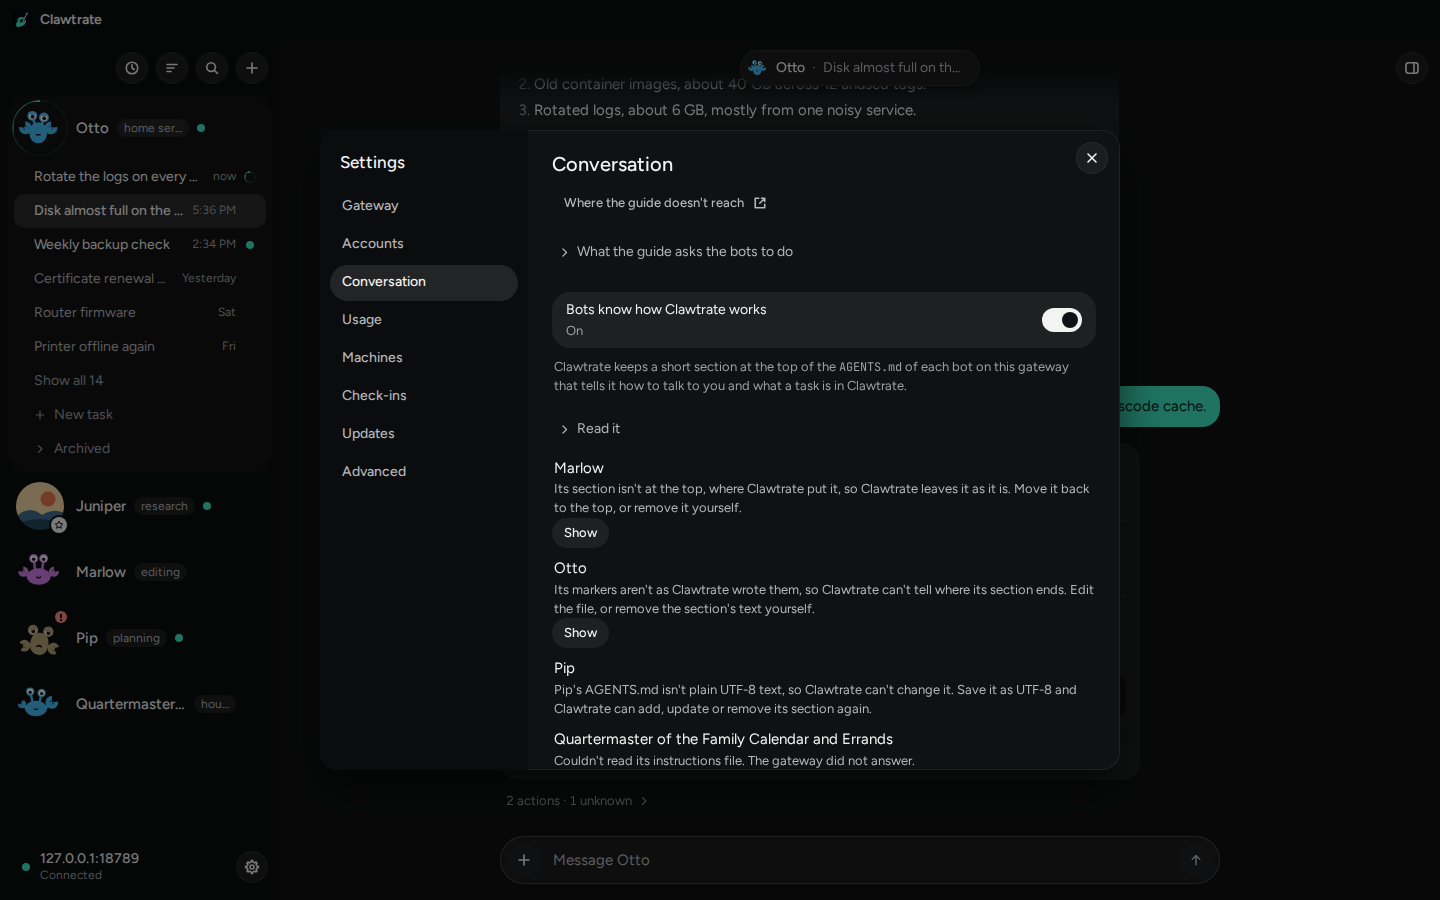 Clawtrate
Otto
home ser...
Rotate the logs on every ...
now
Disk almost full on the ...
5:36 PM
Weekly backup check
2:34 PM
Certificate renewal ...
Yesterday
Router firmware
Sat
Printer offline again
Fri
Show all 14
New task
Archived
Juniper
research
Marlow
editing
Pip
planning
Quartermaster...
hou...
127.0.0.1:18789
Connected
Otto · Disk almost full on th...
2. Old container images, about 40 GB across 12 unused tags.
3. Rotated logs, about 6 GB, mostly from one noisy service.
scode cache.
Settings
Gateway
Accounts
Conversation
Usage
Machines
Check-ins
Updates
Advanced
Conversation
Where the guide doesn't reach
What the guide asks the bots to do
Bots know how Clawtrate works
On
Clawtrate keeps a short section at the top of the AGENTS.md of each bot on this gateway
that tells it how to talk to you and what a task is in Clawtrate.
Read it
Marlow
Its section isn't at the top, where Clawtrate put it, so Clawtrate leaves it as it is. Move it back
to the top, or remove it yourself.
Show
Otto
Its markers aren't as Clawtrate wrote them, so Clawtrate can't tell where its section ends. Edit
the file, or remove the section's text yourself.
Show
Pip
Pip's AGENTS.md isn't plain UTF-8 text, so Clawtrate can't change it. Save it as UTF-8 and
Clawtrate can add, update or remove its section again.
Quartermaster of the Family Calendar and Errands
Couldn't read its instructions file. The gateway did not answer.
2 actions · 1 unknown
Message Otto